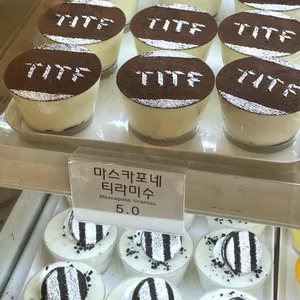 TITF
TITF
TITF
TITF
TITF
TITF
마스카포네
티라미수
Mascapone tiramisu
5.0